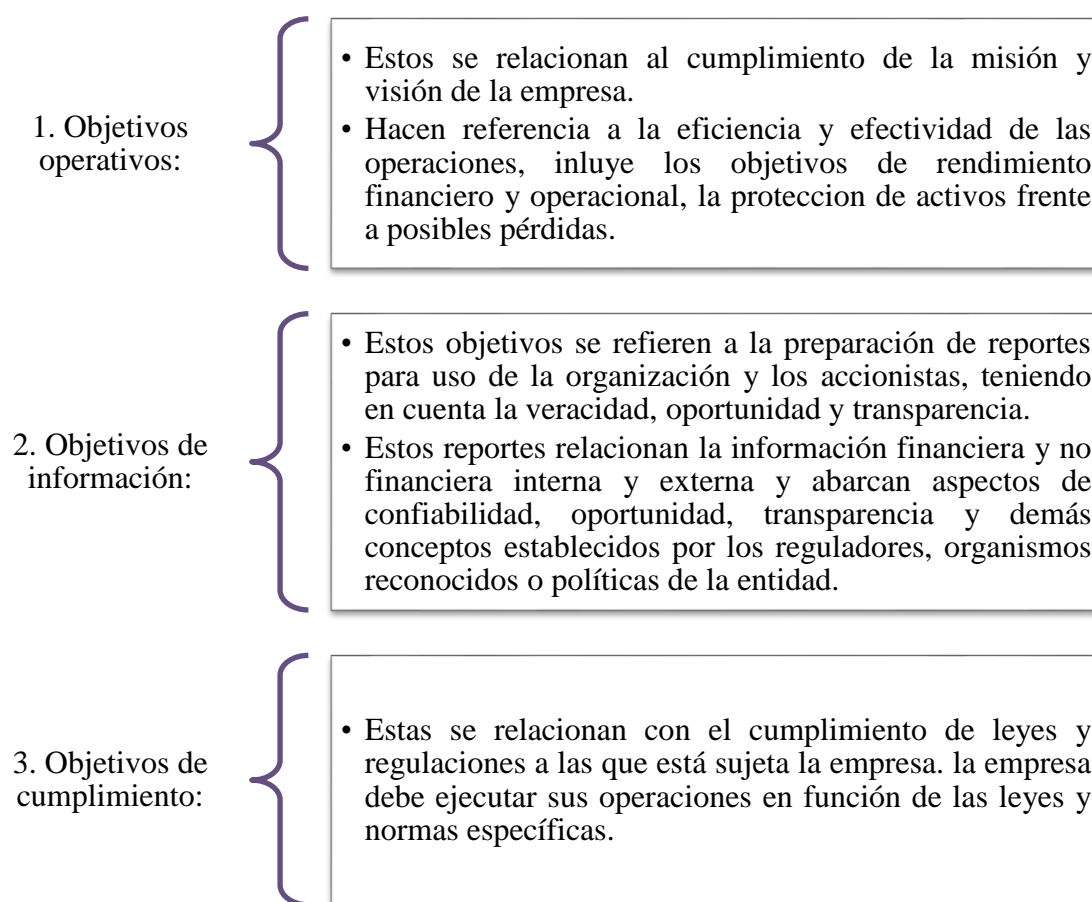 1. Objetivos
operativos:
• Estos se relacionan al cumplimiento de la misión y
visión de la empresa.
• Hacen referencia a la eficiencia y efectividad de las
operaciones, inluye los objetivos de rendimiento
financiero y operacional, la proteccion de activos frente
a posibles pérdidas.
2. Objetivos de
información:
• Estos objetivos se refieren a la preparación de reportes
para uso de la organización y los accionistas, teniendo
en cuenta la veracidad, oportunidad y transparencia.
• Estos reportes relacionan la información financiera y no
financiera interna y externa y abarcan aspectos de
confiabilidad, oportunidad, transparencia y demás
conceptos establecidos por los reguladores, organismos
reconocidos o políticas de la entidad.
3. Objetivos de
cumplimiento:
• Estas se relacionan con el cumplimiento de leyes y
regulaciones a las que está sujeta la empresa. la empresa
debe ejecutar sus operaciones en función de las leyes y
normas específicas.